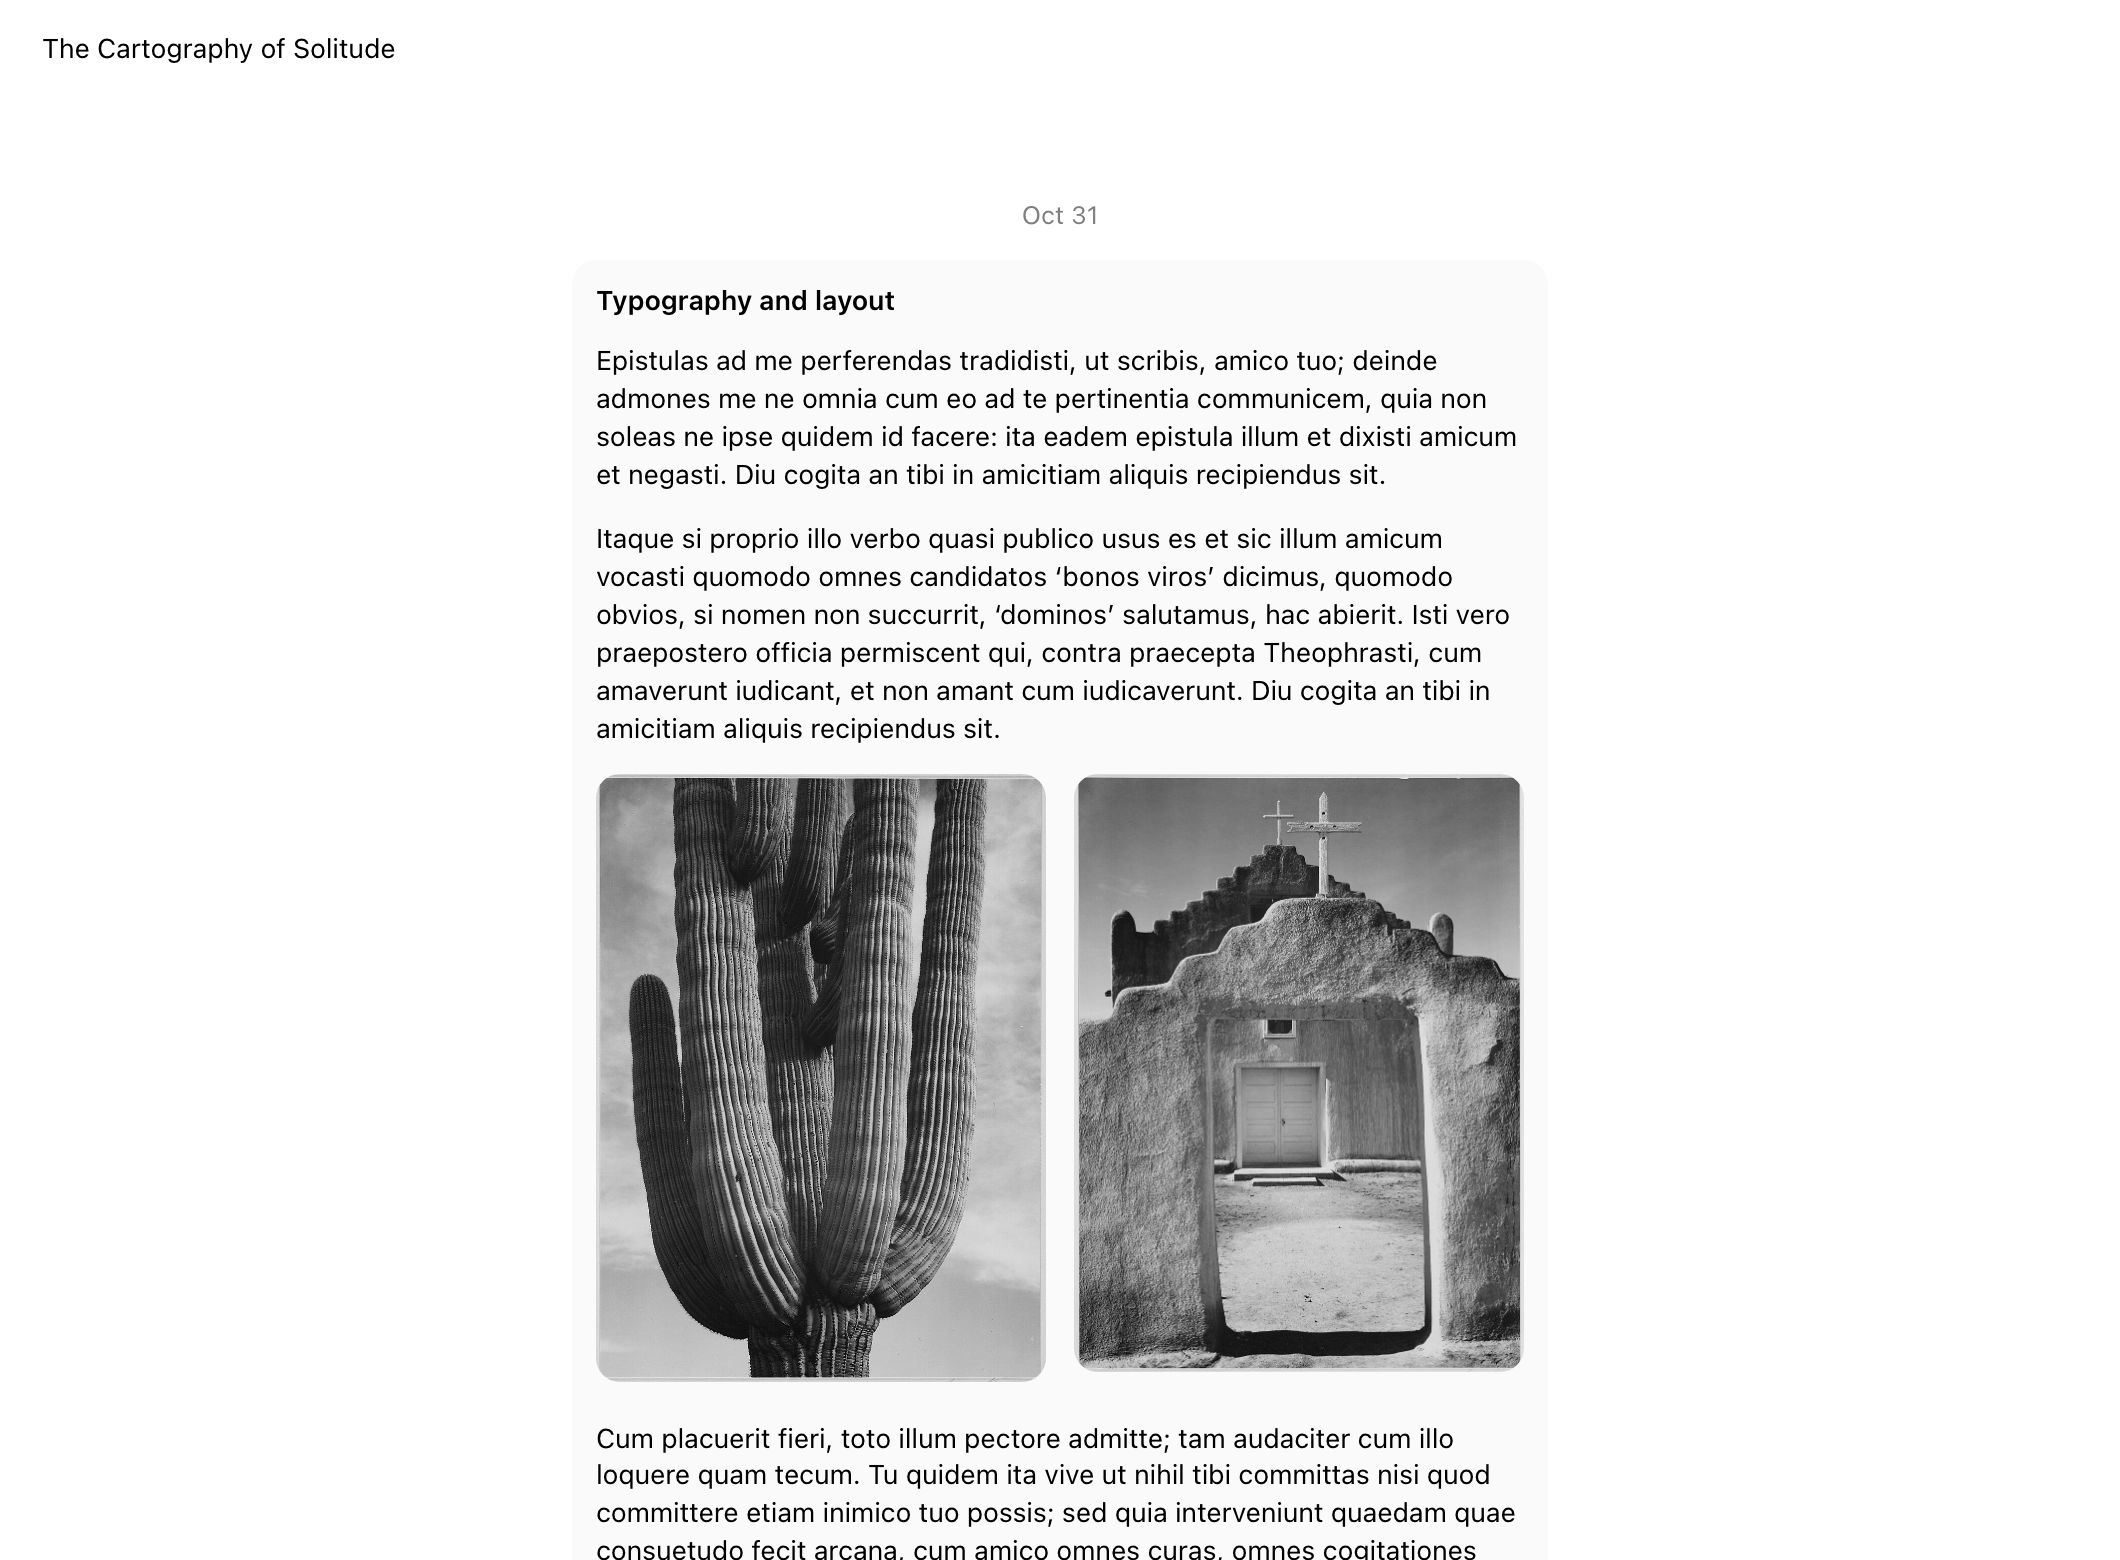 The Cartography of Solitude
Oct 31
Typography and layout
Epistulas ad me perferendas tradidisti, ut scribis, amico tuo; deinde
admones me ne omnia cum eo ad te pertinentia communicem, quia non
soleas ne ipse quidem id facere: ita eadem epistula illum et dixisti amicum
et negasti. Diu cogita an tibi in amicitiam aliquis recipiendus sit.
Itaque si proprio illo verbo quasi publico usus es et sic illum amicum
vocasti quomodo omnes candidatos ‘bonos viros’ dicimus, quomodo
obvios, si nomen non succurrit, ‘dominos’ salutamus, hac abierit. Isti vero
praepostero officia permiscent qui, contra praecepta Theophrasti, cum
amaverunt iudicant, et non amant cum iudicaverunt. Diu cogita an tibi in
amicitiam aliquis recipiendus sit.
Cum placuerit fieri, toto illum pectore admitte; tam audaciter cum illo
loquere quam tecum. Tu quidem ita vive ut nihil tibi committas nisi quod
committere etiam inimico tuo possis; sed quia interveniunt quaedam quae
consuetudo fecit arcana, cum amico omnes curas, omnes cogitationes